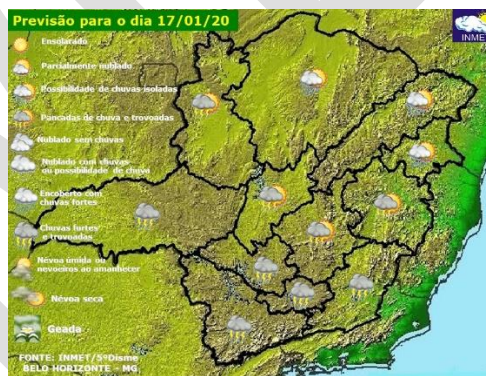 Previsão para o dia 17/01/20
INMET
Ensolarado
Parcialmente nublado
Possibilidade de chuvas isoladas
Pancadas de chuva e trovoadas
Nublado sem chuvas
Nublado com chuvas
ou possibilidade de chuva
Encoberto com
chuvas fortes
Chuvas fortes
e trovoadas
Névoa úmida ou
nevoeiros ao amanhecer
Névoa seca
Geada
FONTE: INMET/5ºDisme
BELO HORIZONTE - MG